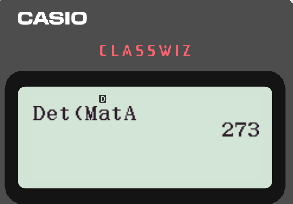 CASIO
CLASSWIZ
D
Det(MatA
273